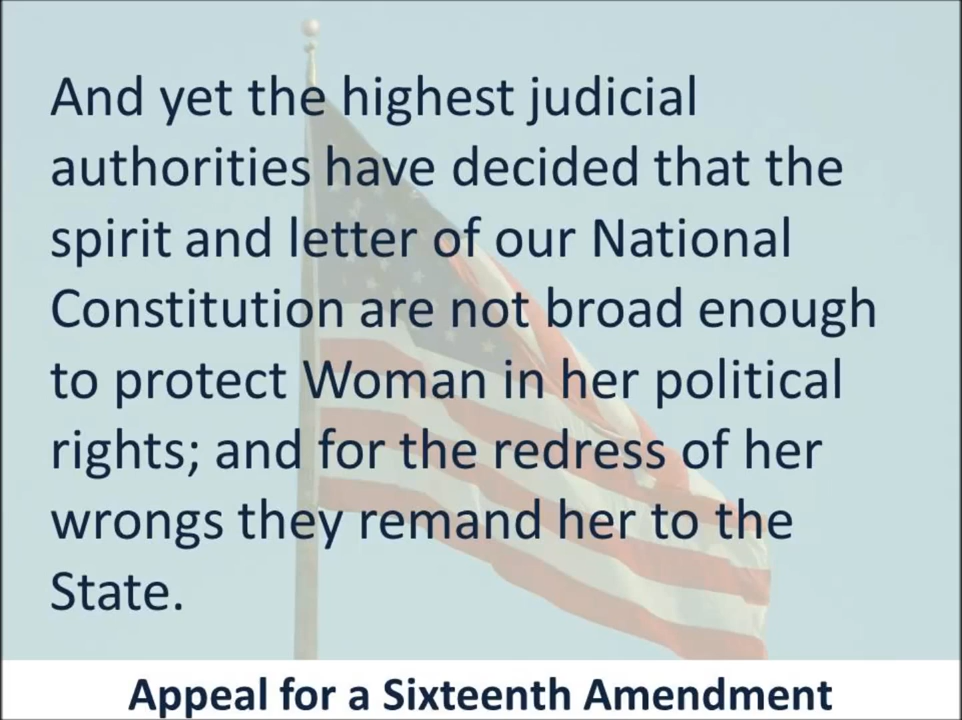 And yet the highest judicial
authorities have decided that the
spirit and letter of our National
Constitution are not broad enough
to protect Woman in her political
rights; and for the redress of her
wrongs they remand her to the
State.
Appeal for a Sixteenth Amendment